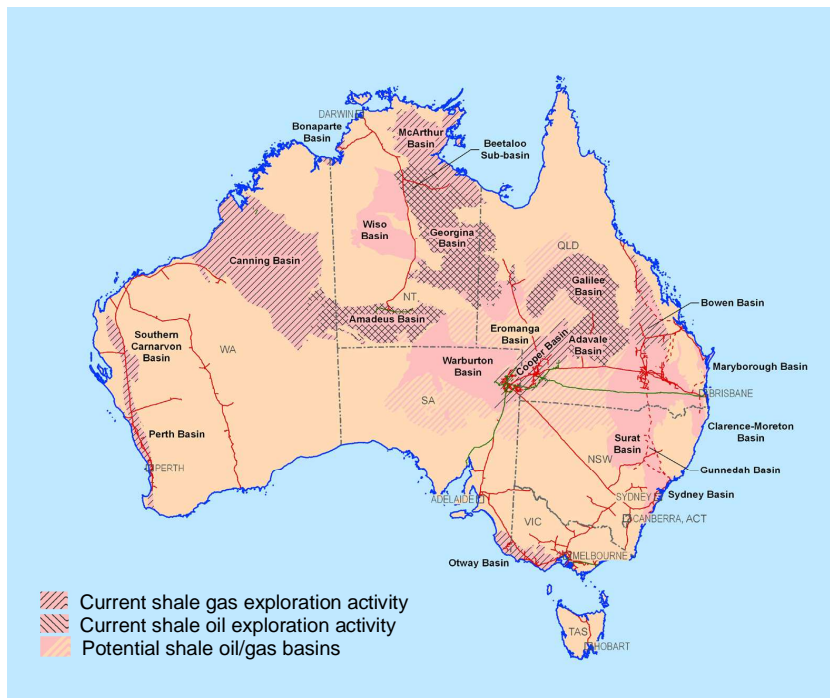 DARWIN
Bonaparte
Basin
McArthur
Basin
Beetaloo
Sub-basin
Wiso
Basin
Georgina
Basin
QLD
Canning Basin
Galilee
Basin
NT
Amadeus Basin
Bowen Basin
Southern
Carnarvon
Basin
WA
Eromanga
Basin
Cooper Basin
Adavale
Basin
Warburton
Basin
Maryborough Basin
BRISBANE
SA
Clarence-Moreton
Basin
Perth Basin
Surat
Basin
NSW
Gunnedah Basin
PERTH
ADELAIDE
SYDNEY
Sydney Basin
VIC
CANBERRA, ACT
Otway Basin
MELBOURNE
TAS
HOBART
Current shale gas exploration activity
Current shale oil exploration activity
Potential shale oil/gas basins